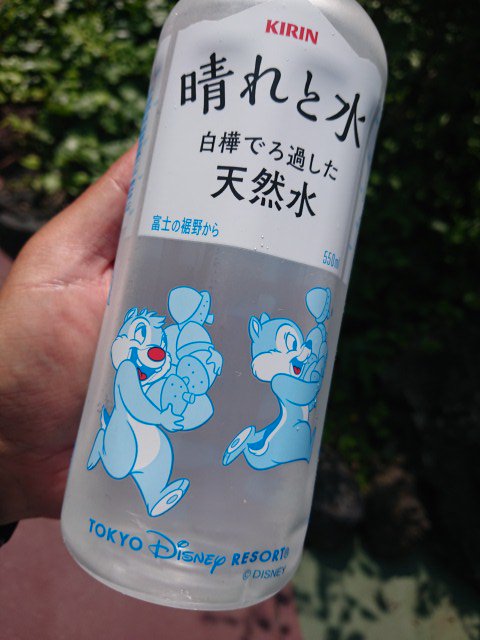 KIRIN
晴れと水
白樺でろ過した
天然水
富士の裾野から
550ml
TOKYO Disney RESORT®
©DISNEY